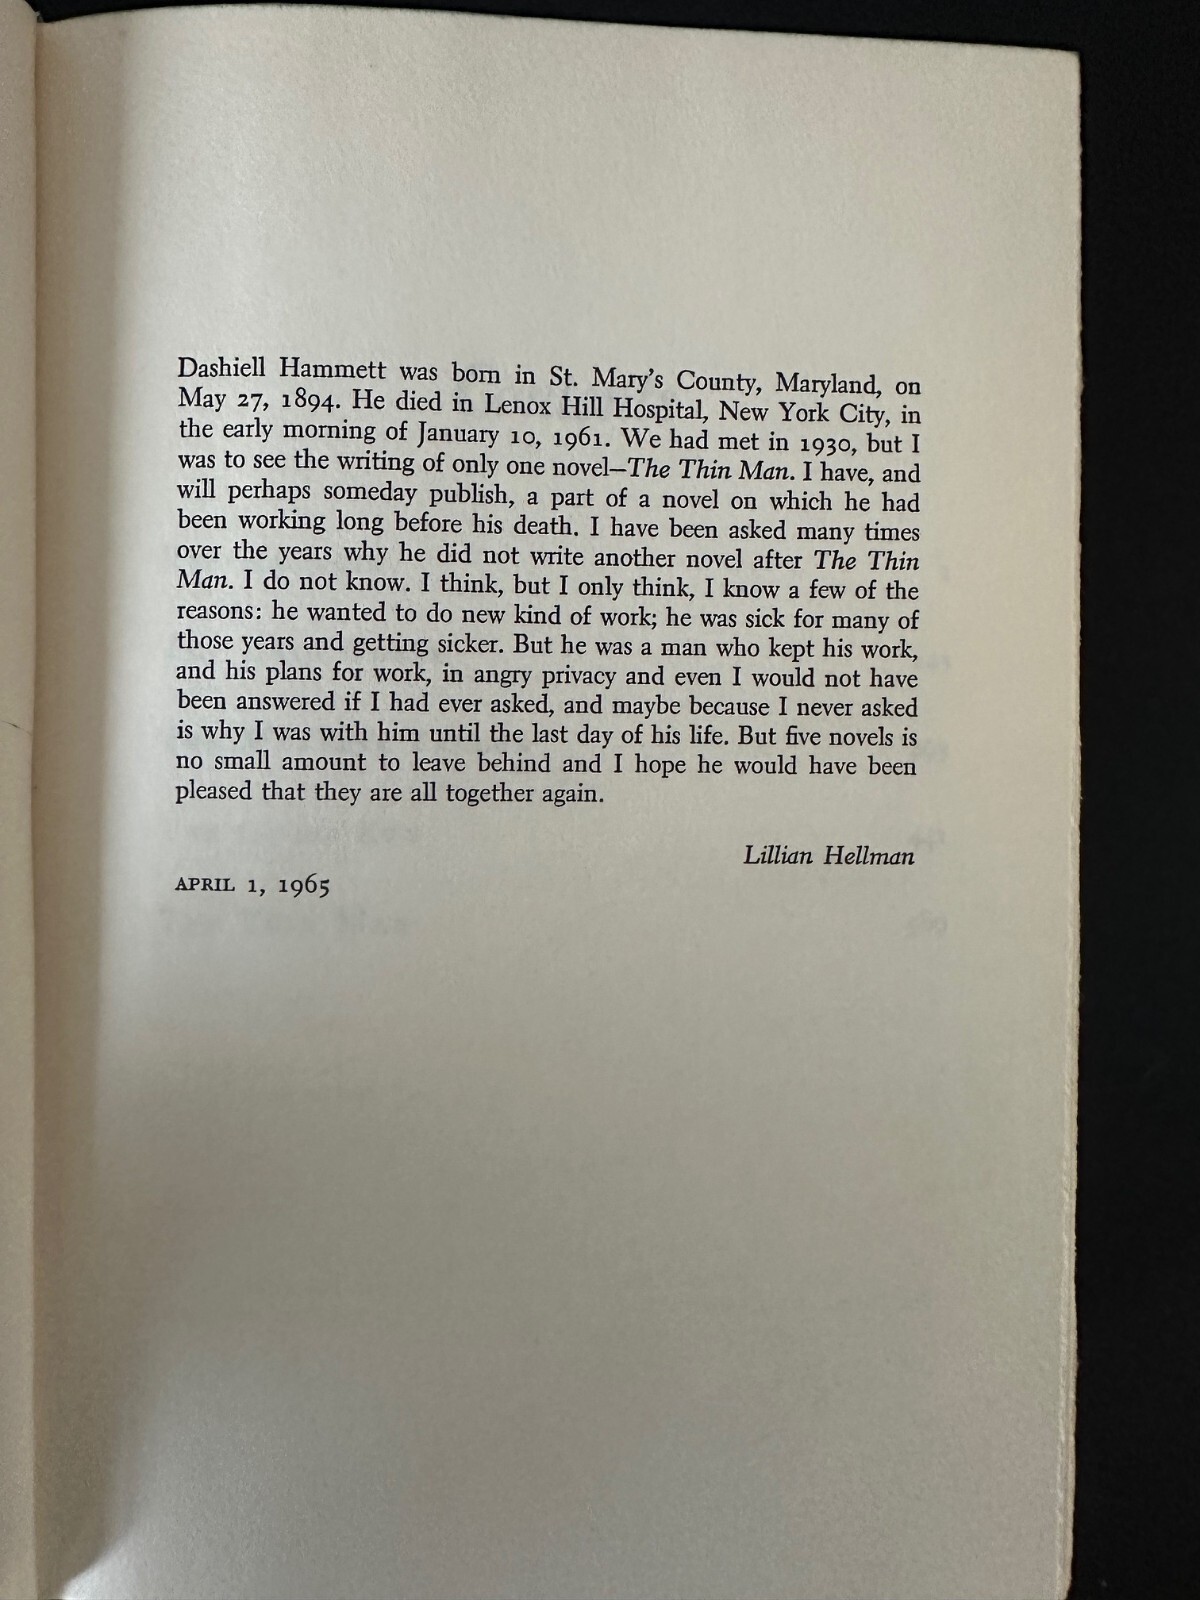 Dashiell Hammett was born in St. Mary's County, Maryland, on
May 27, 1894. He died in Lenox Hill Hospital, New York City, in
the early morning of January 10, 1961. We had met in 1930, but I
was to see the writing of only one novel—The Thin Man. I have, and
will perhaps someday publish, a part of a novel on which he had
been working long before his death. I have been asked many times
over the years why he did not write another novel after The Thin
Man. I do not know. I think, but I only think, I know a few of the
reasons: he wanted to do new kind of work; he was sick for many of
those years and getting sicker. But he was a man who kept his work,
and his plans for work, in angry privacy and even I would not have
been answered if I had ever asked, and maybe because I never asked
is why I was with him until the last day of his life. But five novels is
no small amount to leave behind and I hope he would have been
pleased that they are all together again.
Lillian Hellman
APRIL 1, 1965